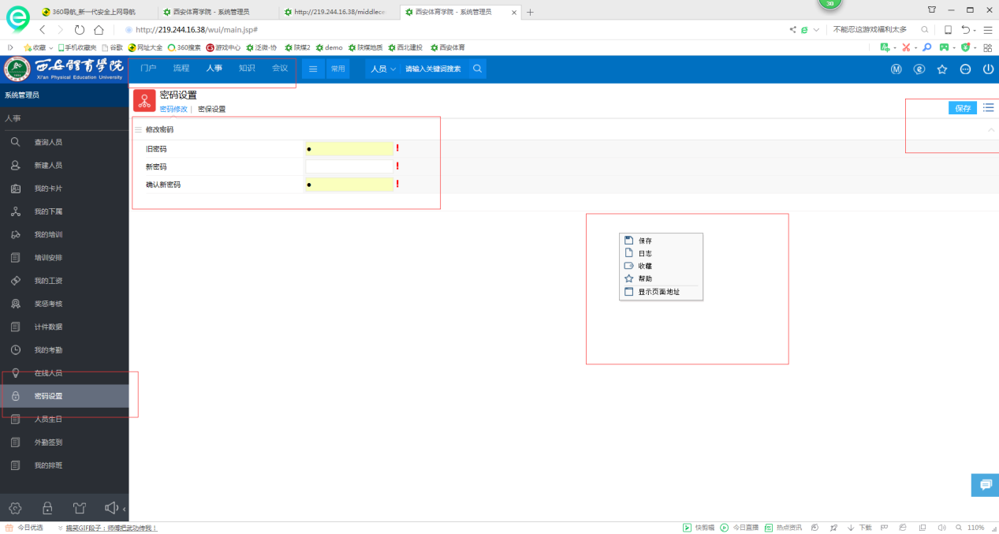 30
360导航_新一代安全上网导航
西安体育学院 - 系统管理员
http://219.244.16.38/middlece
西安体育学院 - 系统管理员
http://219.244.16.38/wui/main.jsp#
不能忍这游戏福利太多
收藏 手机收藏夹 谷歌 网址大全 360搜索 游戏中心 泛微-协 陕煤2 demo 陕煤地质 西北建投 西安体育
西安體育学院
Xi'an Physical Education University
门户 流程 人事 知识 会议 常用 人员 请输入关键词搜索
系统管理员
密码设置
密码修改 | 密保设置
保存
人事
修改密码
查询人员
旧密码 !
新建人员
新密码 !
我的卡片
确认新密码 !
我的下属
我的培训
培训安排
我的工资
奖惩考核
计件数据
我的考勤
在线人员
密码设置
人员生日
外勤签到
我的排班
保存
日志
收藏
帮助
显示页面地址
今日优选
搞笑GIF段子：师傅把武功传我！
快剪辑 今日直播 热点资讯 下载 110%